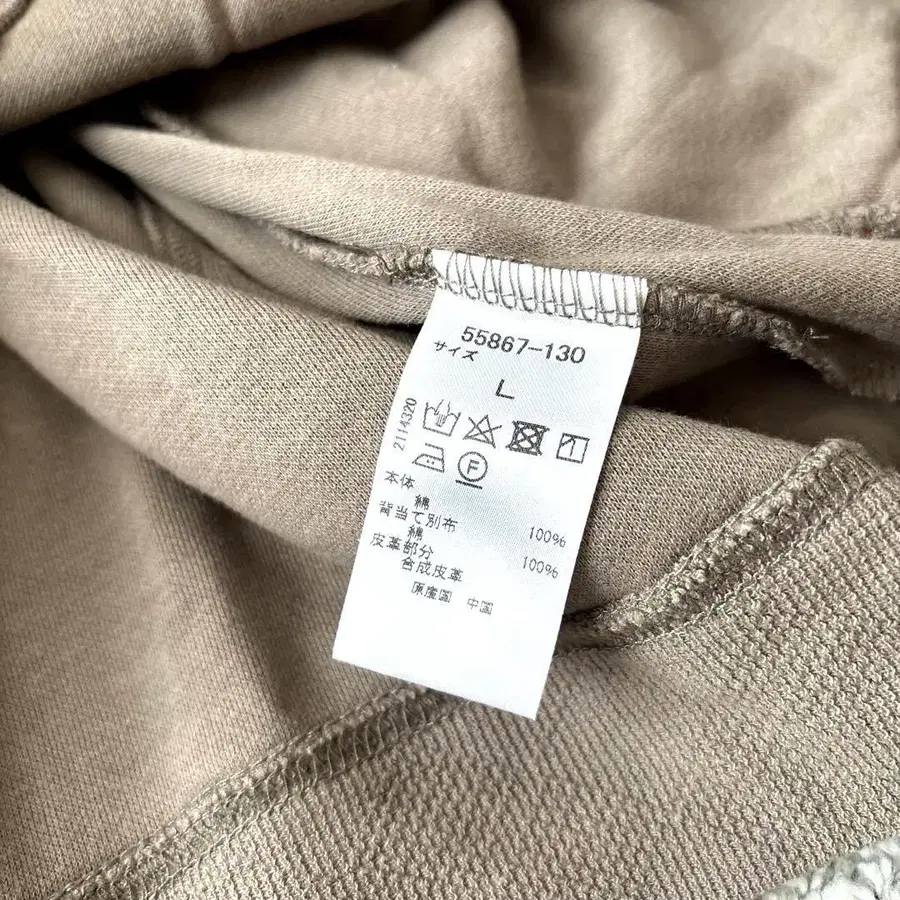 55867-130
サイズ
L
2114320
F
本体
綿 100%
背当て別布
綿 100%
皮革部分
合成皮革
原産国 中国